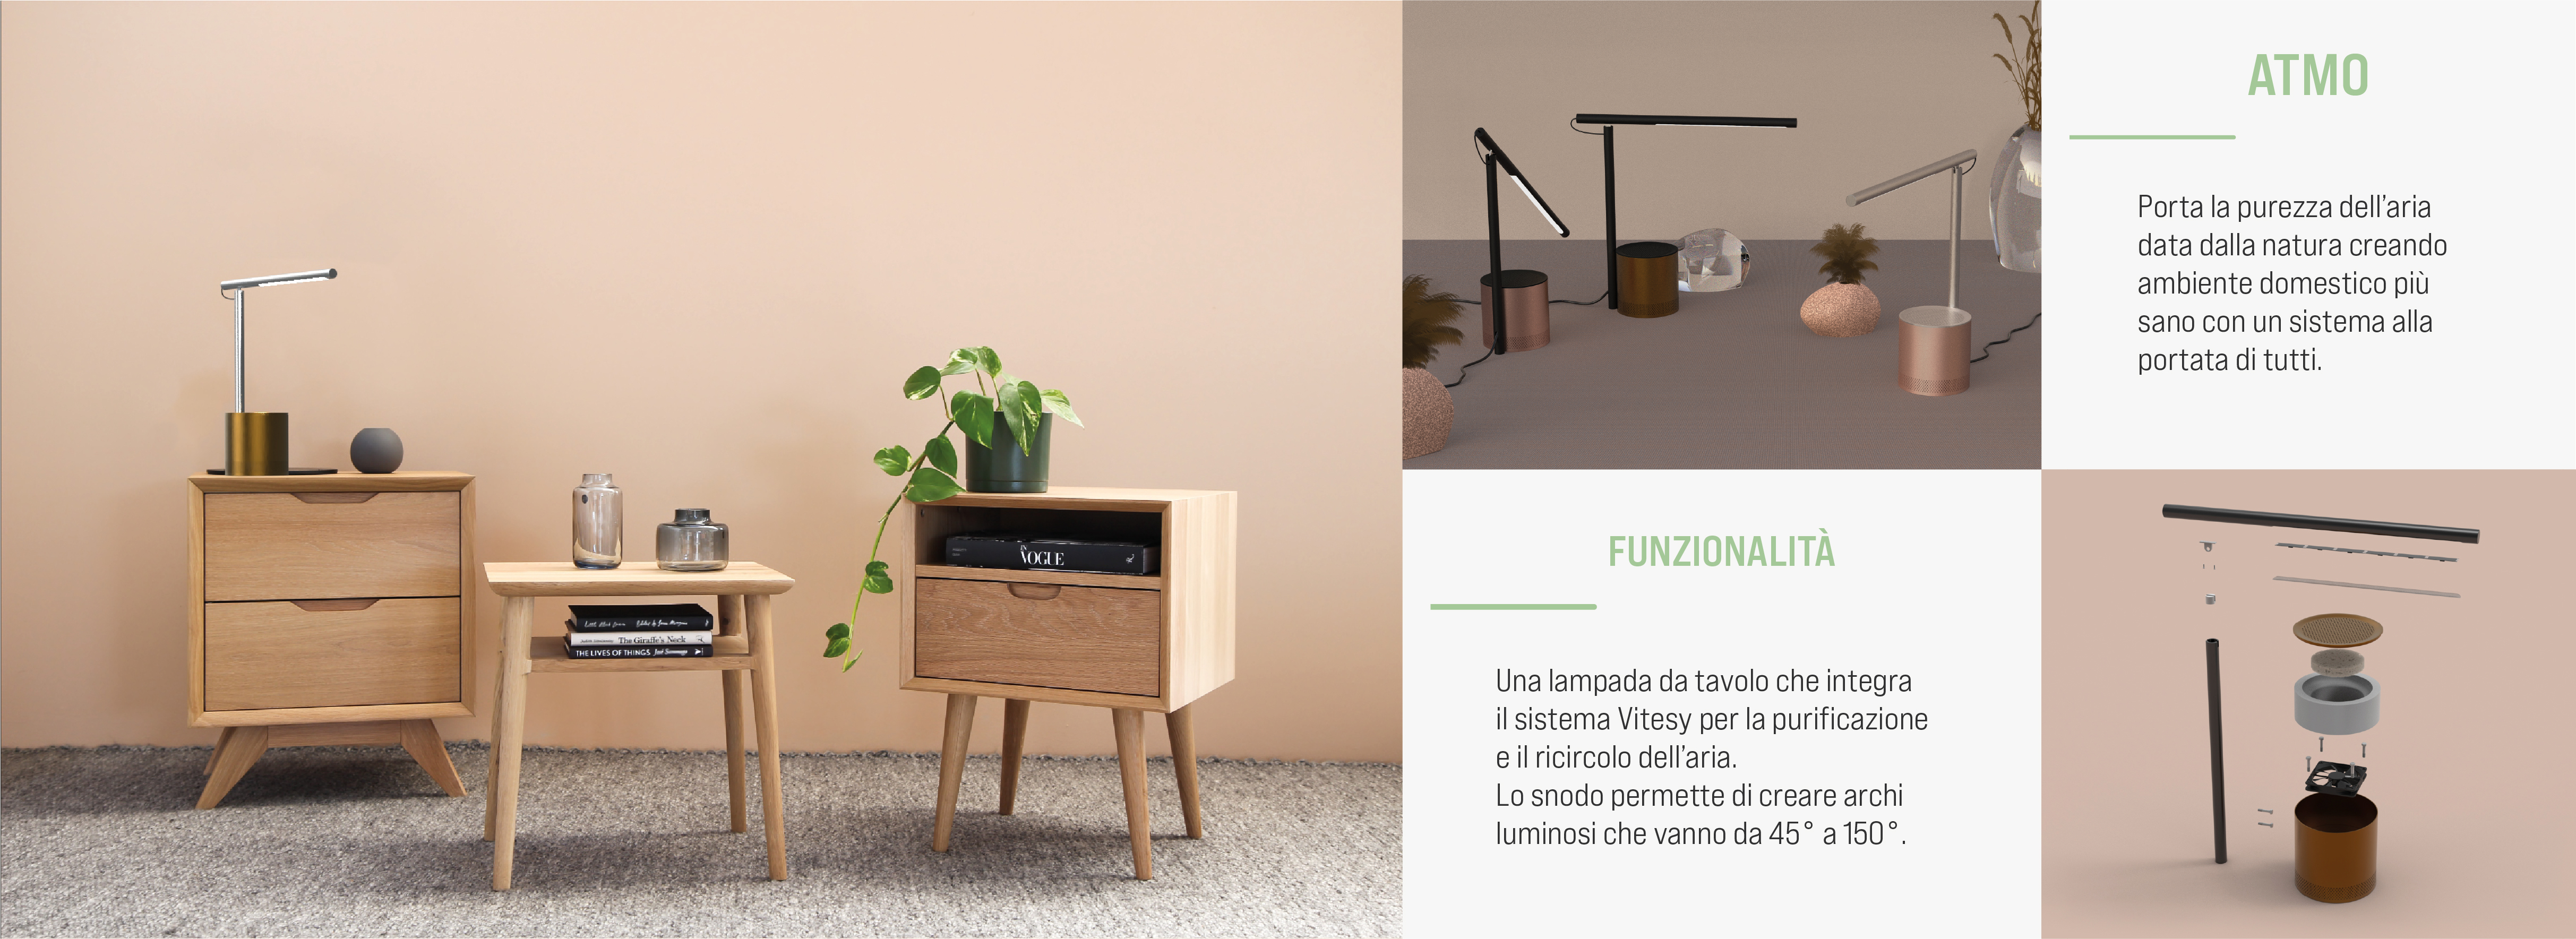 ATMO
Porta la purezza dell'aria
data dalla natura creando
ambiente domestico più
sano con un sistema alla
portata di tutti.
FUNZIONALITÀ
Una lampada da tavolo che integra
il sistema Vitesy per la purificazione
e il ricircolo dell'aria.
Lo snodo permette di creare archi
luminosi che vanno da 45° a 150°.
IN
VOGUE
The Giraffe's Neck
THE LIVES OF THINGS José Saramago